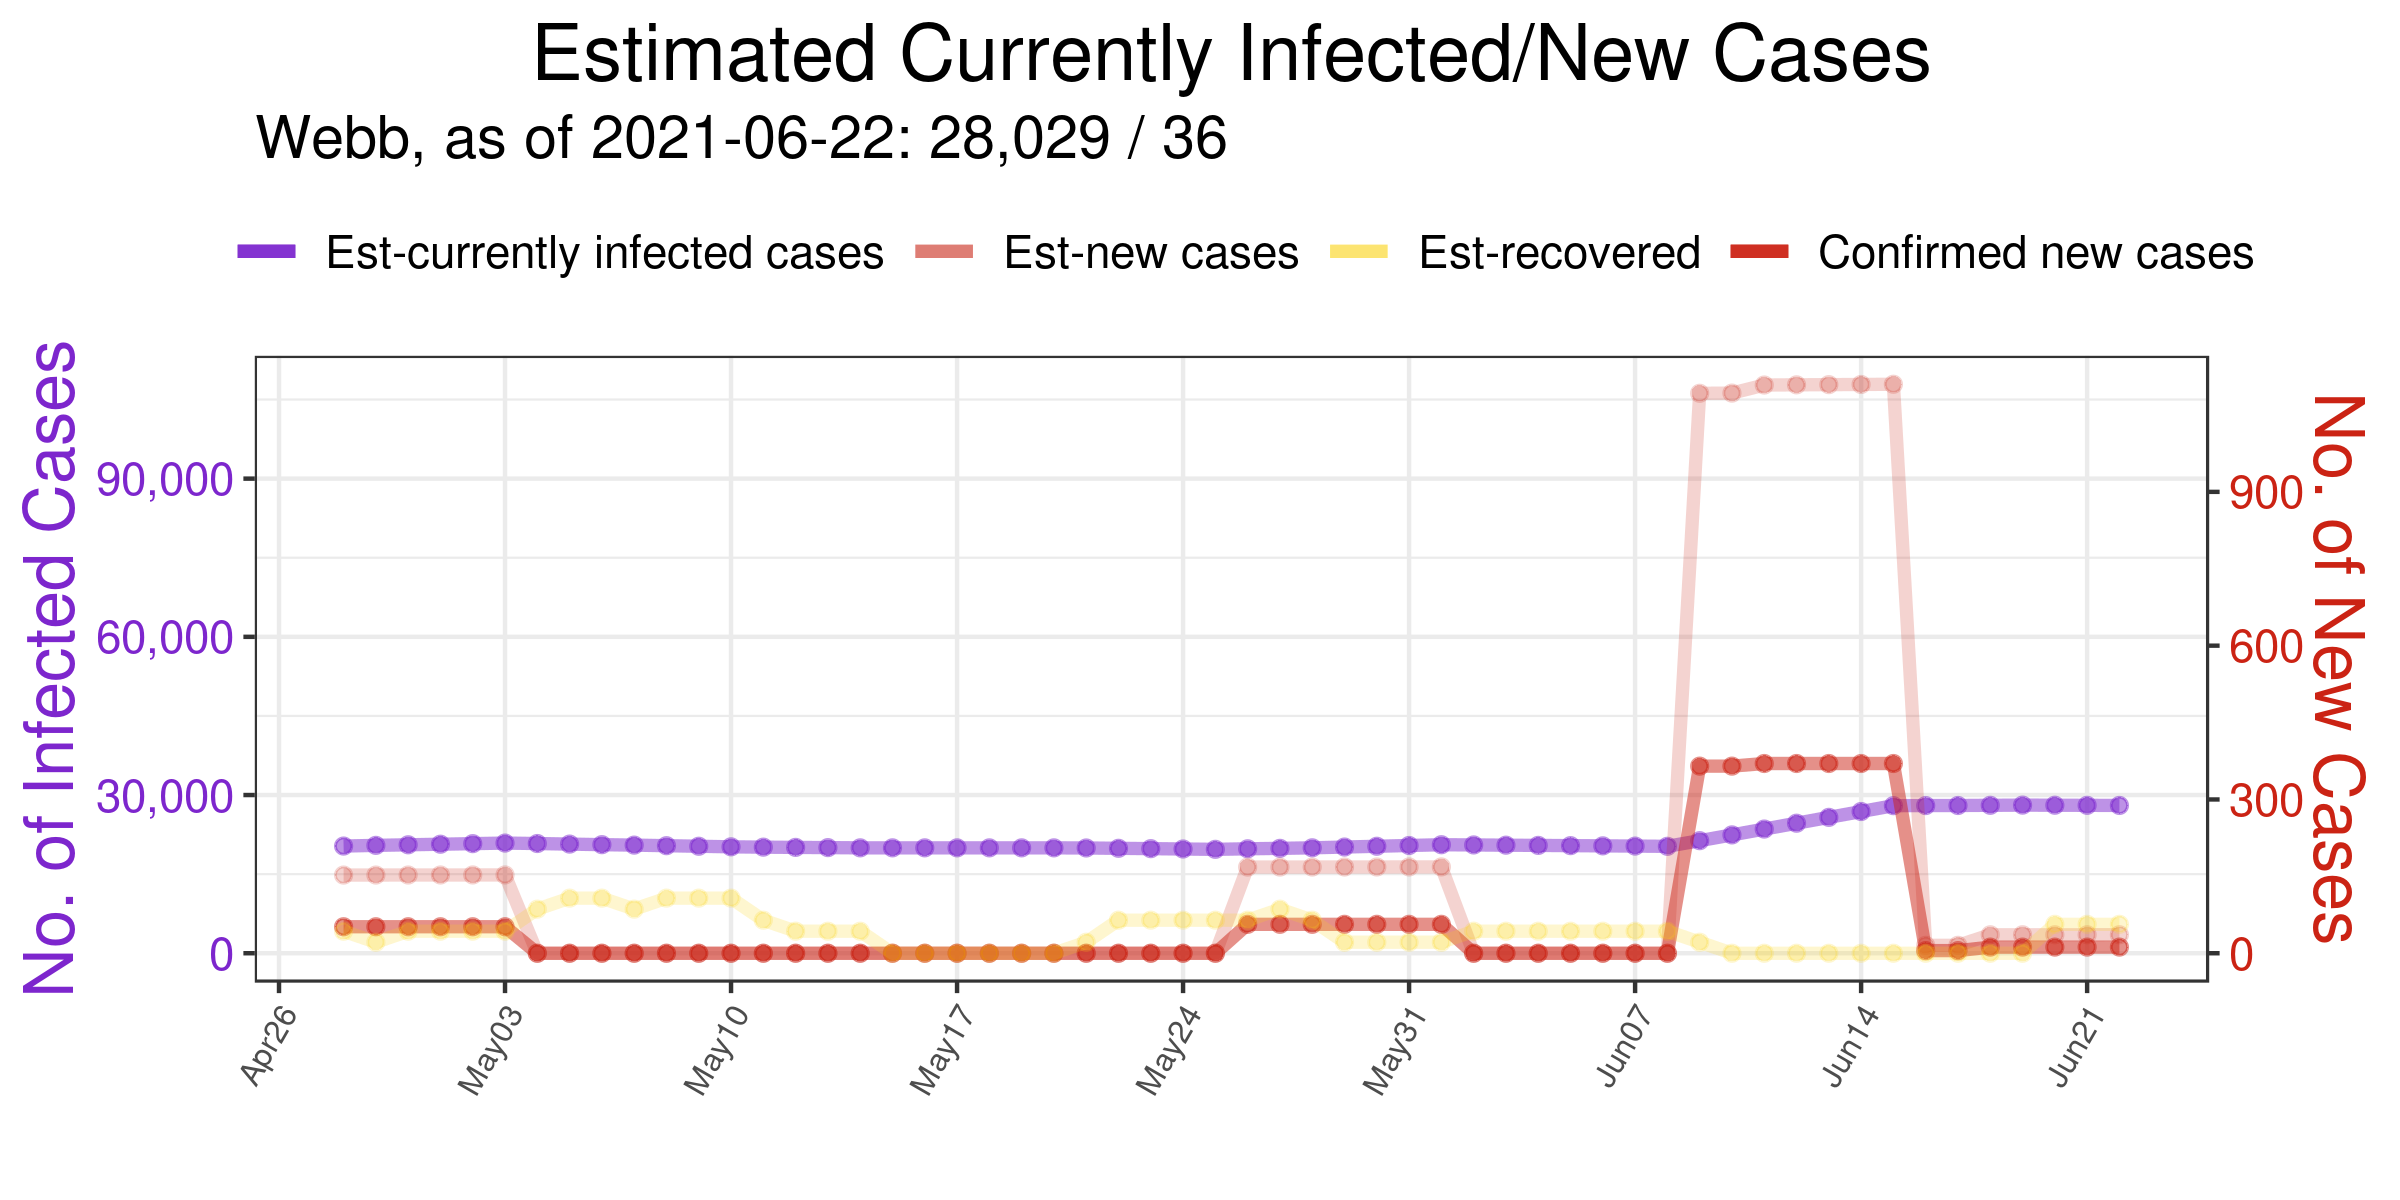 Estimated Currently Infected/New Cases
Webb, as of 2021-06-22: 28,029 / 36
Est-currently infected cases Est-new cases Est-recovered Confirmed new cases
No. of Infected Cases
90,000
60,000
30,000
0
900
600
300
0
No. of New Cases
Apr26 May03 May10 May17 May24 May31 Jun07 Jun14 Jun21